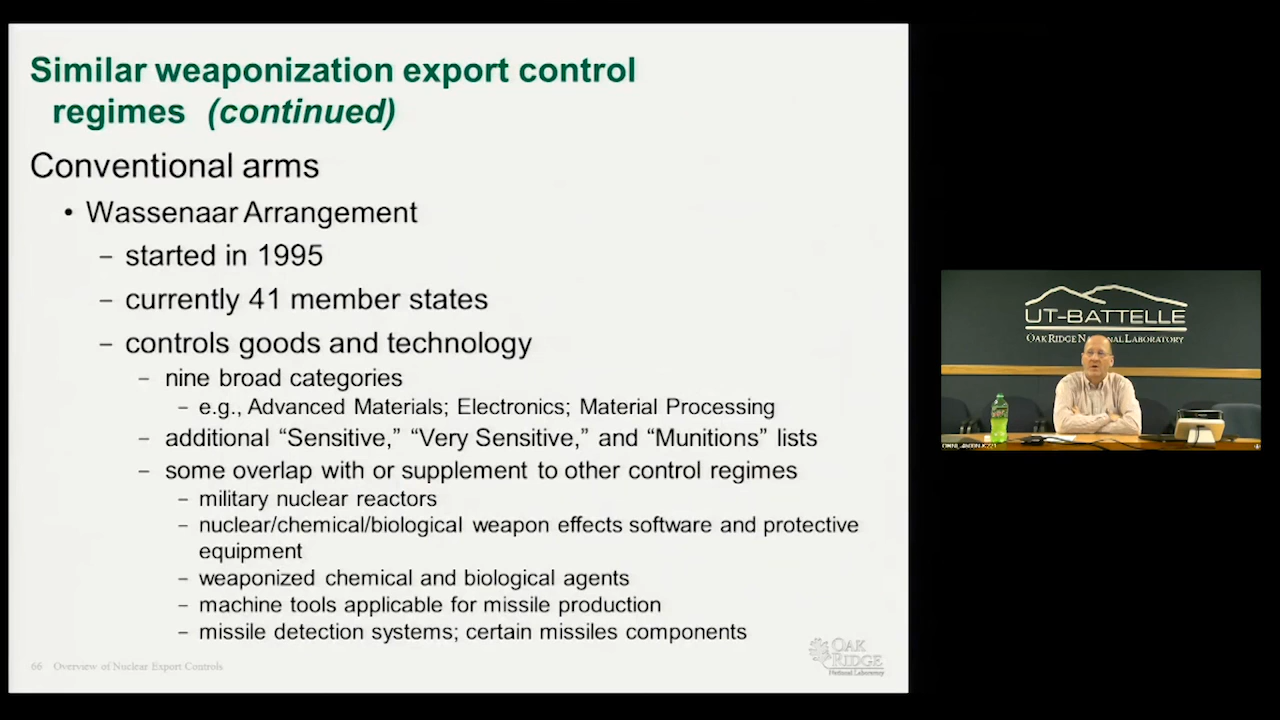 Similar weaponization export control
regimes (continued)
Conventional arms
• Wassenaar Arrangement
– started in 1995
– currently 41 member states
– controls goods and technology
– nine broad categories
– e.g., Advanced Materials; Electronics; Material Processing
– additional “Sensitive,” “Very Sensitive,” and “Munitions” lists
– some overlap with or supplement to other control regimes
– military nuclear reactors
– nuclear/chemical/biological weapon effects software and protective
equipment
– weaponized chemical and biological agents
– machine tools applicable for missile production
– missile detection systems; certain missiles components
66 Overview of Nuclear Export Controls
OAK
RIDGE
National Laboratory
UT-BATTELLE
OAK RIDGE NATIONAL LABORATORY